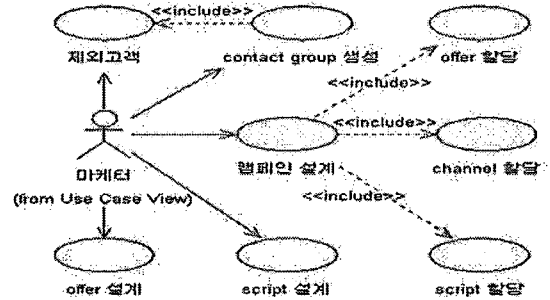 <<include>>
제외고객
contact group 생성
offer 할당
<<include>>
<<include>>
마케터
(from Use Case View)
캠페인 설계
channel 할당
<<include>>
offer 설계
script 설계
script 할당